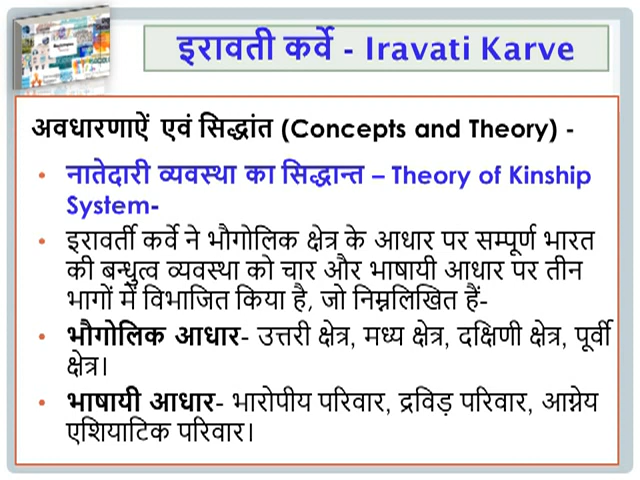 इरावती कर्वे - Iravati Karve
अवधारणाऐं एवं सिद्धांत (Concepts and Theory) -
• नातेदारी व्यवस्था का सिद्धान्त – Theory of Kinship
System-
• इरावर्ती कर्वे ने भौगोलिक क्षेत्र के आधार पर सम्पूर्ण भारत
की बन्धुत्व व्यवस्था को चार और भाषायी आधार पर तीन
भागों में विभाजित किया है, जो निम्नलिखित हैं-
• भौगोलिक आधार- उत्तरी क्षेत्र, मध्य क्षेत्र, दक्षिणी क्षेत्र, पूर्वी
क्षेत्र।
• भाषायी आधार- भारोपीय परिवार, द्रविड़ परिवार, आग्नेय
एशियाटिक परिवार।